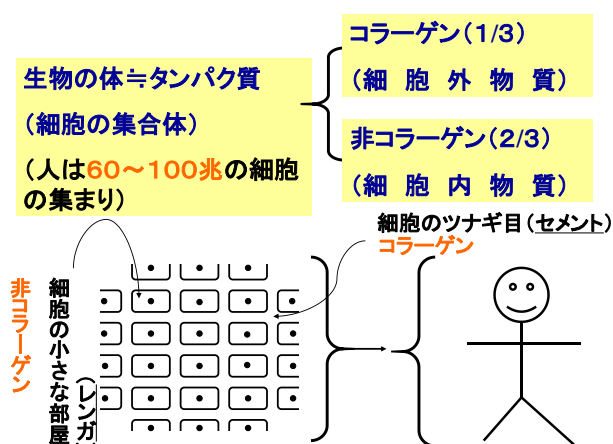 生物の体≒タンパク質
（細胞の集合体）
（人は60～100兆の細胞
の集まり）
コラーゲン（1/3）
（細 胞 外 物 質）
非コラーゲン（2/3）
（細 胞 内 物 質）
細胞のツナギ目（セメント）
コラーゲン
非コラーゲン
細胞の小さな部屋
（レンガ